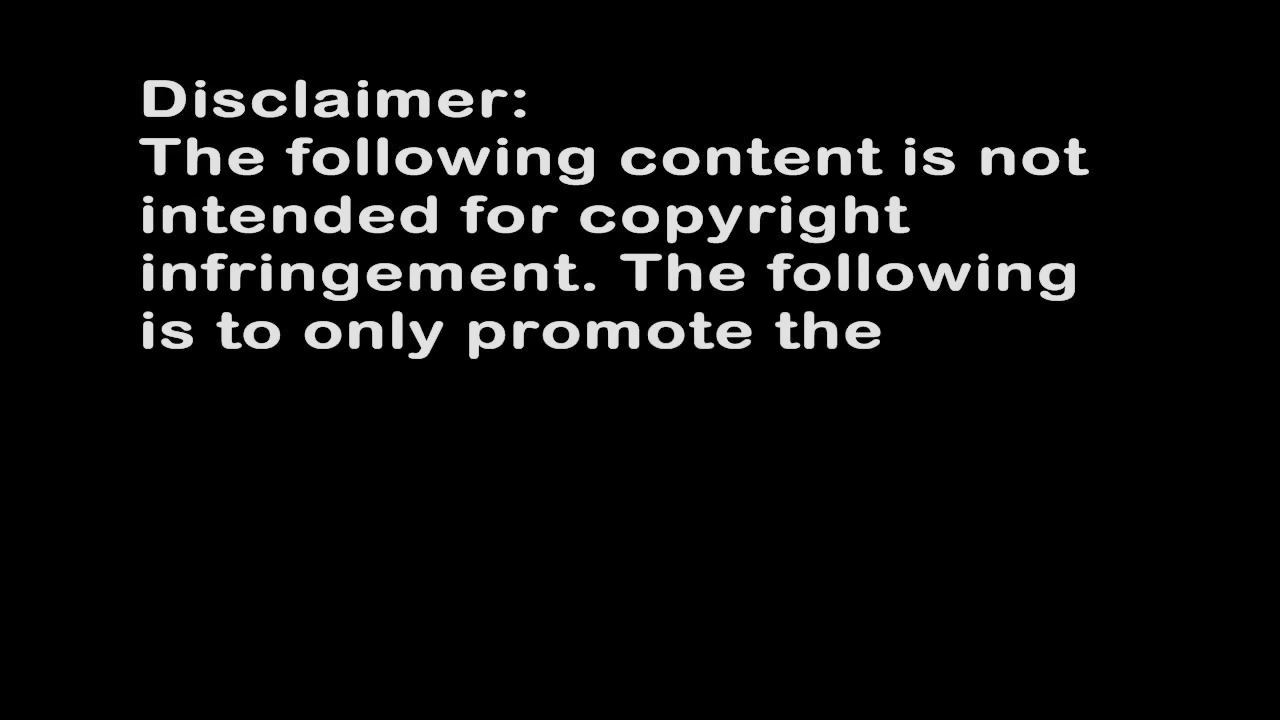 Disclaimer:
The following content is not
intended for copyright
infringement. The following
is to only promote the